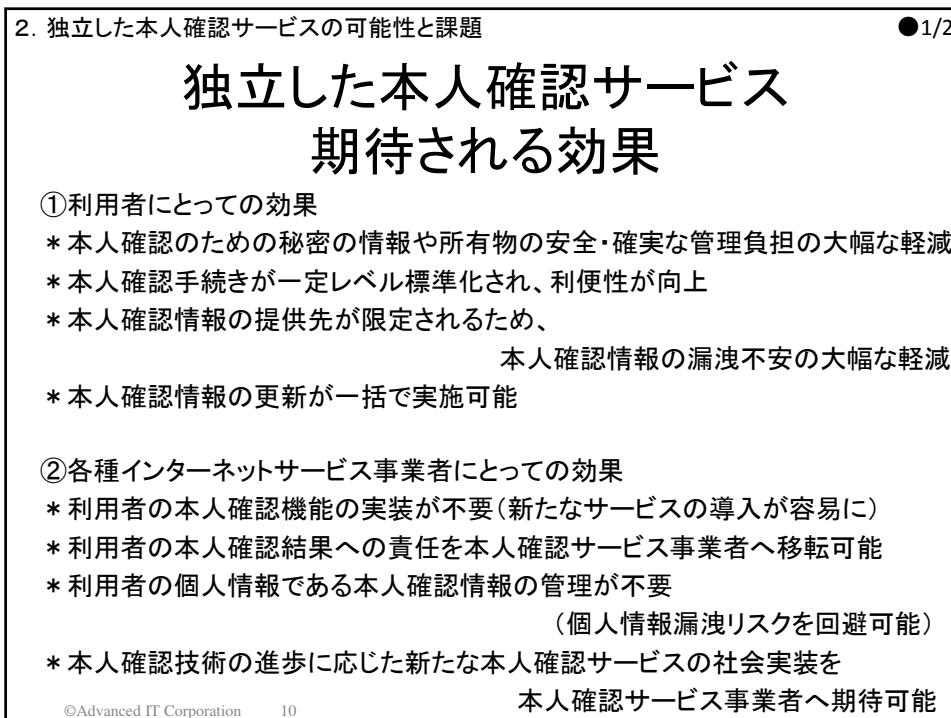 ２．独立した本人確認サービスの可能性と課題 ●1/2
独立した本人確認サービス
期待される効果
①利用者にとっての効果
＊本人確認のための秘密の情報や所有物の安全・確実な管理負担の大幅な軽減
＊本人確認手続きが一定レベル標準化され、利便性が向上
＊本人確認情報の提供先が限定されるため、
本人確認情報の漏洩不安の大幅な軽減
＊本人確認情報の更新が一括で実施可能
②各種インターネットサービス事業者にとっての効果
＊利用者の本人確認機能の実装が不要（新たなサービスの導入が容易に）
＊利用者の本人確認結果への責任を本人確認サービス事業者へ移転可能
＊利用者の個人情報である本人確認情報の管理が不要
（個人情報漏洩リスクを回避可能）
＊本人確認技術の進歩に応じた新たな本人確認サービスの社会実装を
本人確認サービス事業者へ期待可能
©Advanced IT Corporation 10